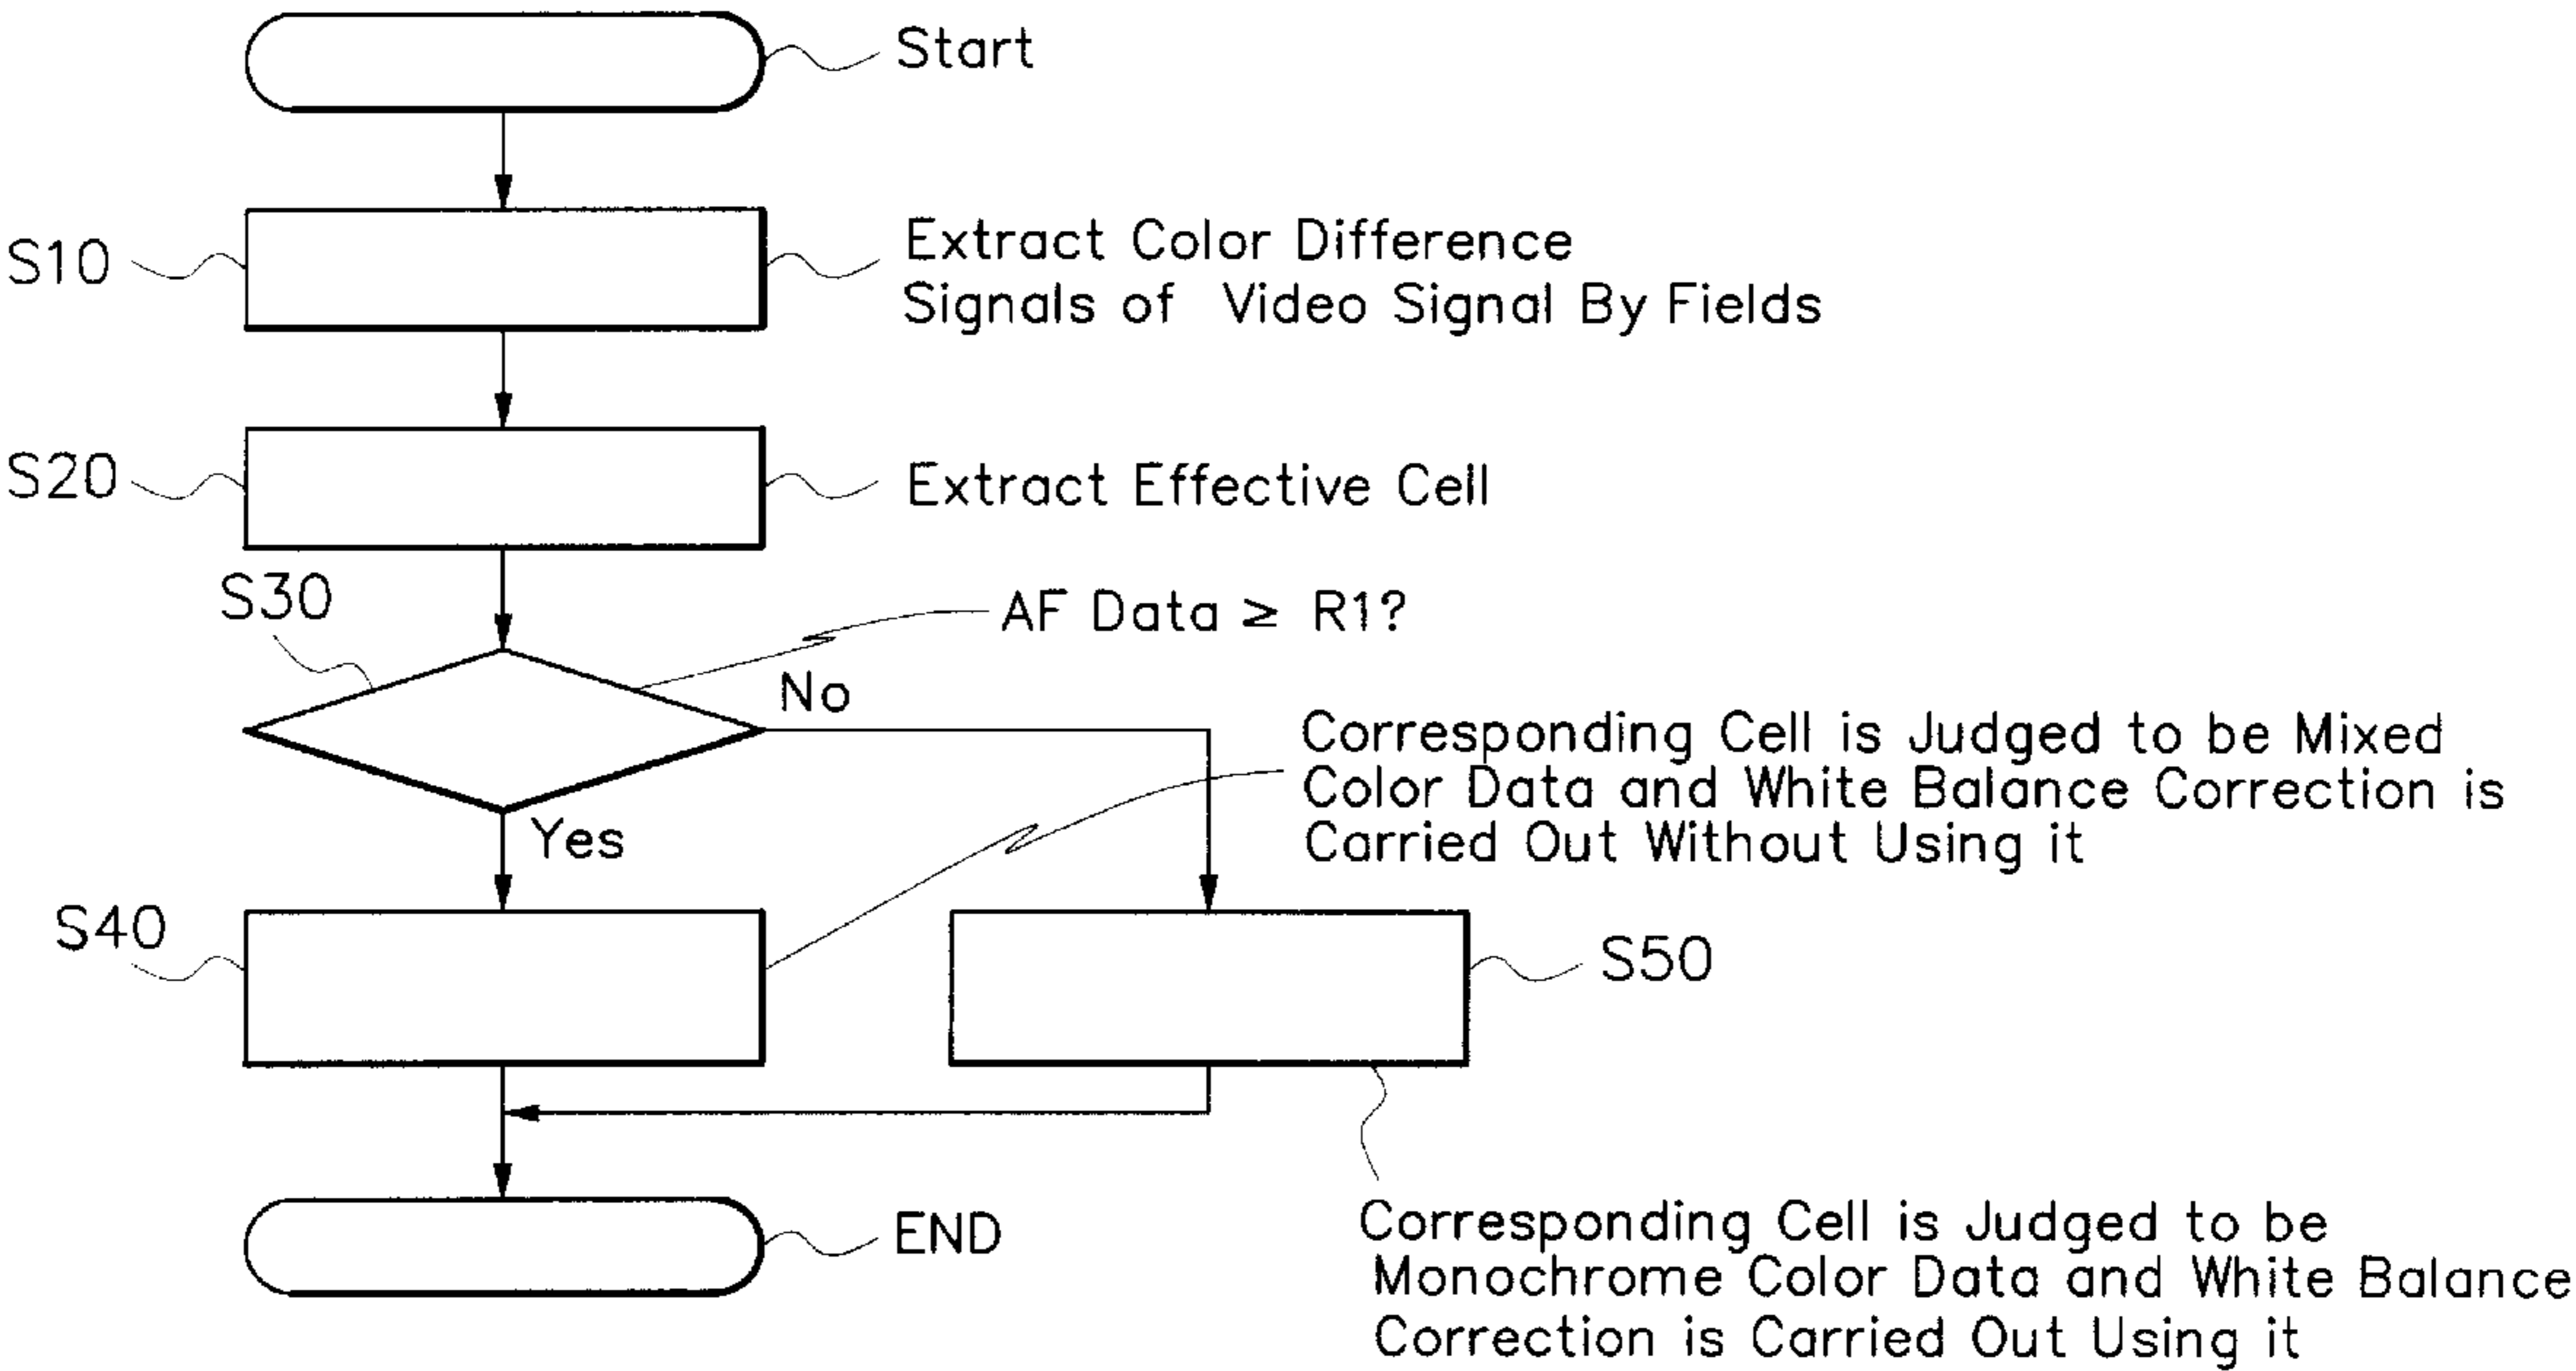 Start
S10
Extract Color Difference
Signals of Video Signal By Fields
S20
Extract Effective Cell
S30
AF Data ≥ R1?
No
Yes
Corresponding Cell is Judged to be Mixed
Color Data and White Balance Correction is
Carried Out Without Using it
S40
S50
END
Corresponding Cell is Judged to be
Monochrome Color Data and White Balance
Correction is Carried Out Using it